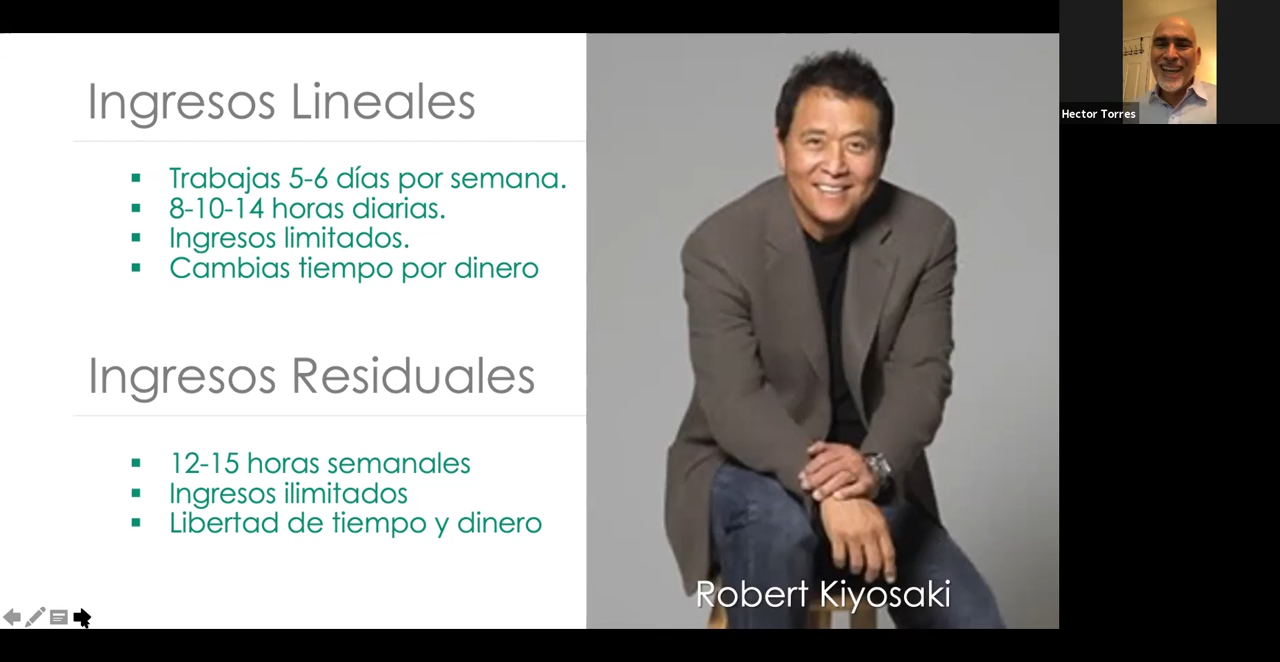 Ingresos Lineales
▪ Trabajas 5-6 días por semana.
▪ 8-10-14 horas diarias.
▪ Ingresos limitados.
▪ Cambias tiempo por dinero
Ingresos Residuales
▪ 12-15 horas semanales
▪ Ingresos ilimitados
▪ Libertad de tiempo y dinero
Robert Kiyosaki
Hector Torres